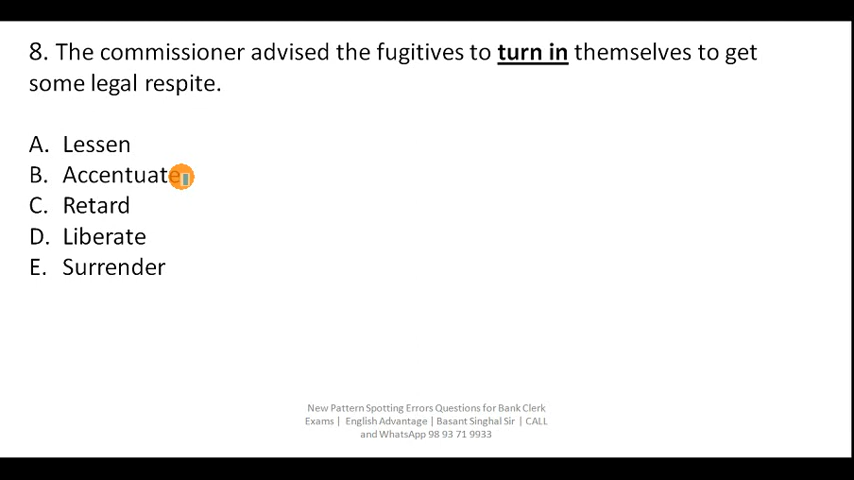 8. The commissioner advised the fugitives to turn in themselves to get
some legal respite.
A. Lessen
B. Accentuate
C. Retard
D. Liberate
E. Surrender
New Pattern Spotting Errors Questions for Bank Clerk
Exams | English Advantage | Basant Singhal Sir | CALL
and WhatsApp 98 93 71 9933